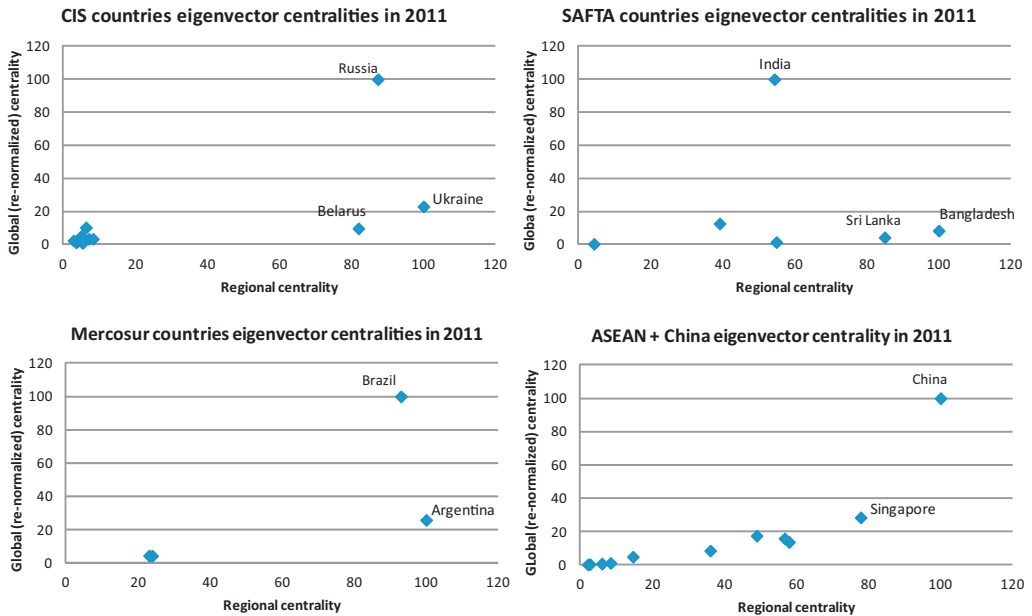 CIS countries eigenvector centralities in 2011
Global (re-normalized) centrality
120
100
80
60
40
20
0
Russia
Ukraine
Belarus
0 20 40 60 80 100 120
Regional centrality
SAFTA countries eignevector centralities in 2011
Globa (re-normalized) centrality
120
100
80
60
40
20
0
India
Sri Lanka
Bangladesh
0 20 40 60 80 100 120
Regional centrality
Mercosur countries eigenvector centralities in 2011
Global (re-normalized) centrality
120
100
80
60
40
20
0
Brazil
Argentina
0 20 40 60 80 100 120
Regional centrality
ASEAN + China eigenvector centrality in 2011
GLobal (re-normalized) centrality
120
100
80
60
40
20
0
China
Singapore
0 20 40 60 80 100 120
Regional centrality